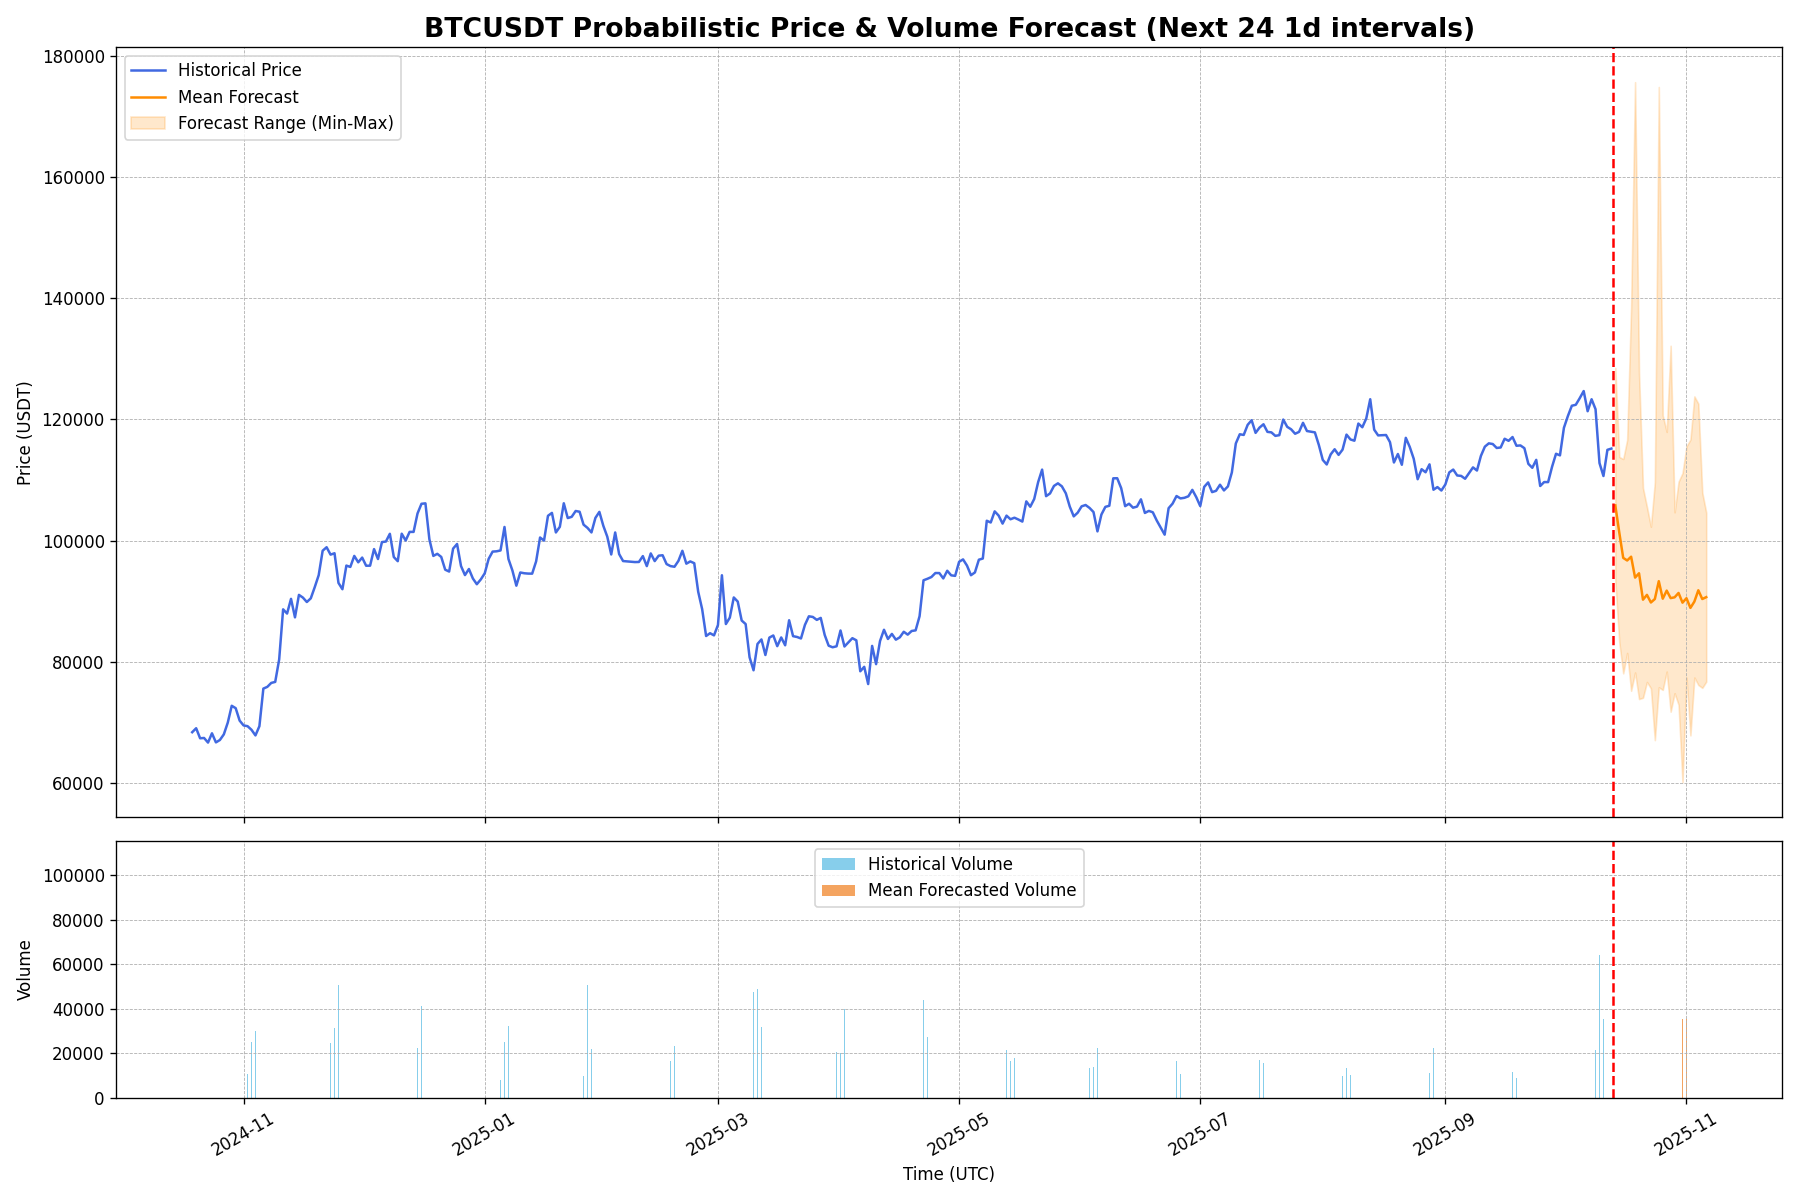 BTCUSDT Probabilistic Price & Volume Forecast (Next 24 1d intervals)
Historical Price
Mean Forecast
Forecast Range (Min-Max)
180000
160000
140000
120000
100000
80000
60000
Price (USDT)
Historical Volume
Mean Forecasted Volume
100000
80000
60000
40000
20000
0
Volume
2024-11
2025-01
2025-03
2025-05
2025-07
2025-09
2025-11
Time (UTC)